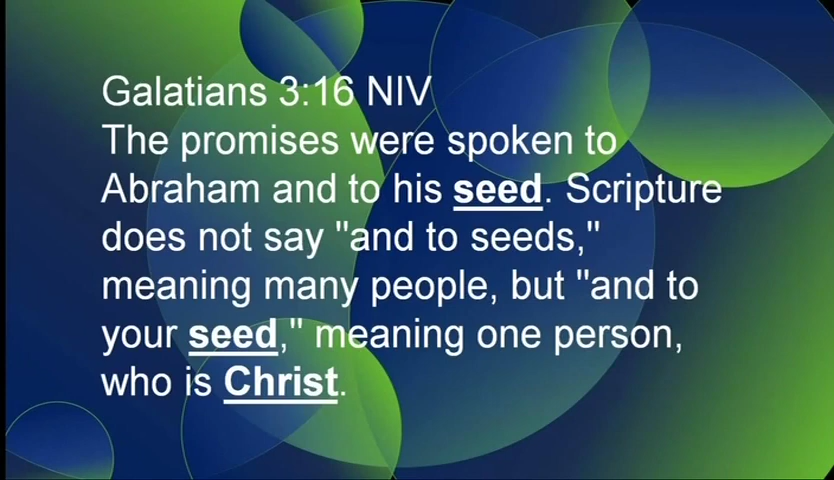 Galatians 3:16 NIV
The promises were spoken to
Abraham and to his seed. Scripture
does not say "and to seeds,"
meaning many people, but "and to
your seed," meaning one person,
who is Christ.